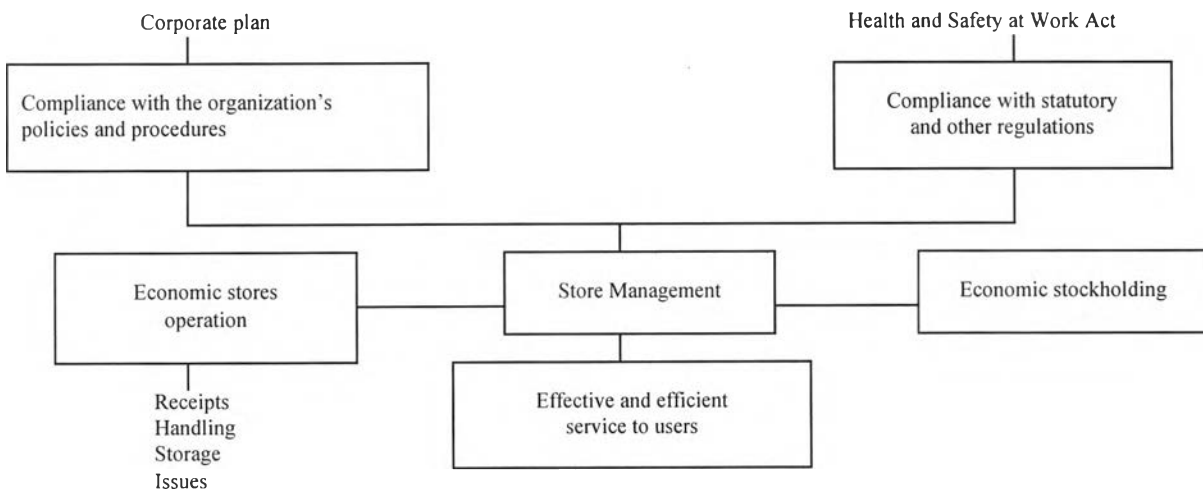 Corporate plan
Health and Safety at Work Act
Compliance with the organization's
policies and procedures
Compliance with statutory
and other regulations
Economic stores
operation
Store Management
Economic stockholding
Receipts
Handling
Storage
Issues
Effective and efficient
service to users